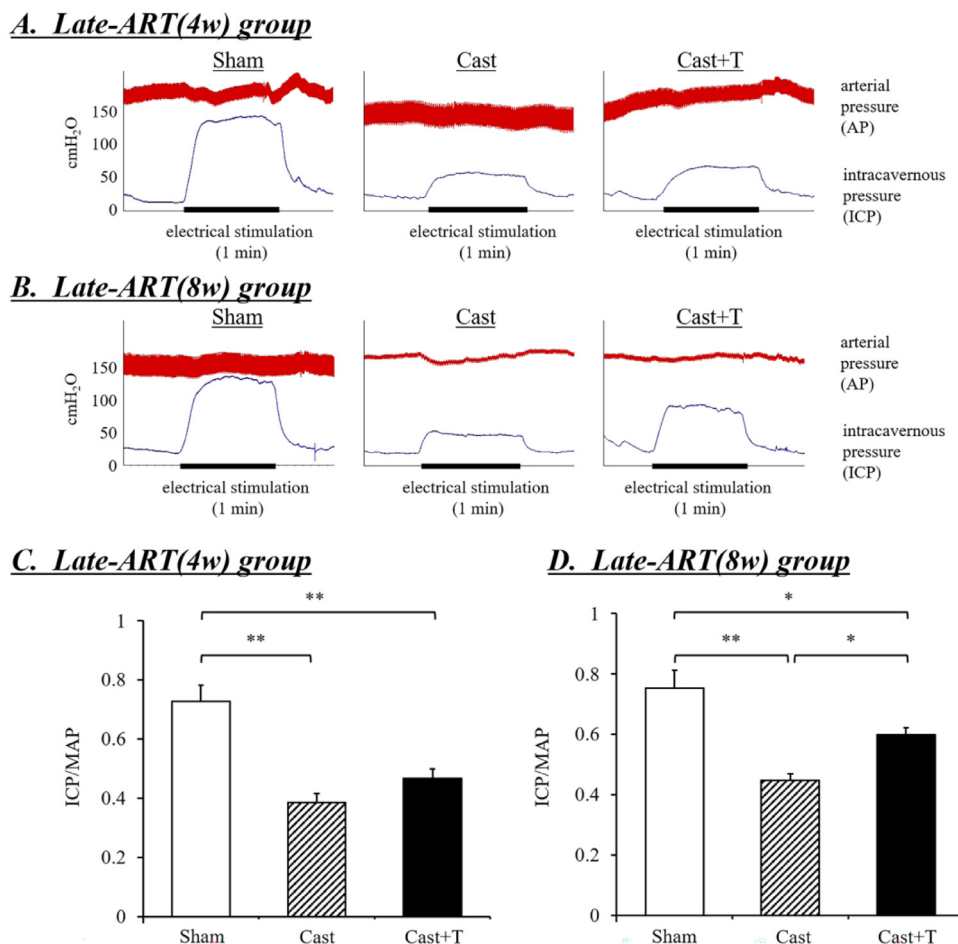 A. Late-ART(4w) group
Sham Cast Cast+T
150
100
50
0
cmH2O
arterial
pressure
(AP)
intracavernous
pressure
(ICP)
electrical stimulation electrical stimulation electrical stimulation
(1 min) (1 min) (1 min)
B. Late-ART(8w) group
Sham Cast Cast+T
150
100
50
0
cmH2O
arterial
pressure
(AP)
intracavernous
pressure
(ICP)
electrical stimulation electrical stimulation electrical stimulation
(1 min) (1 min) (1 min)
C. Late-ART(4w) group
**
**
1
0.8
0.6
0.4
0.2
0
ICP/MAP
Sham Cast Cast+T
D. Late-ART(8w) group
*
** *
1
0.8
0.6
0.4
0.2
0
ICP/MAP
Sham Cast Cast+T